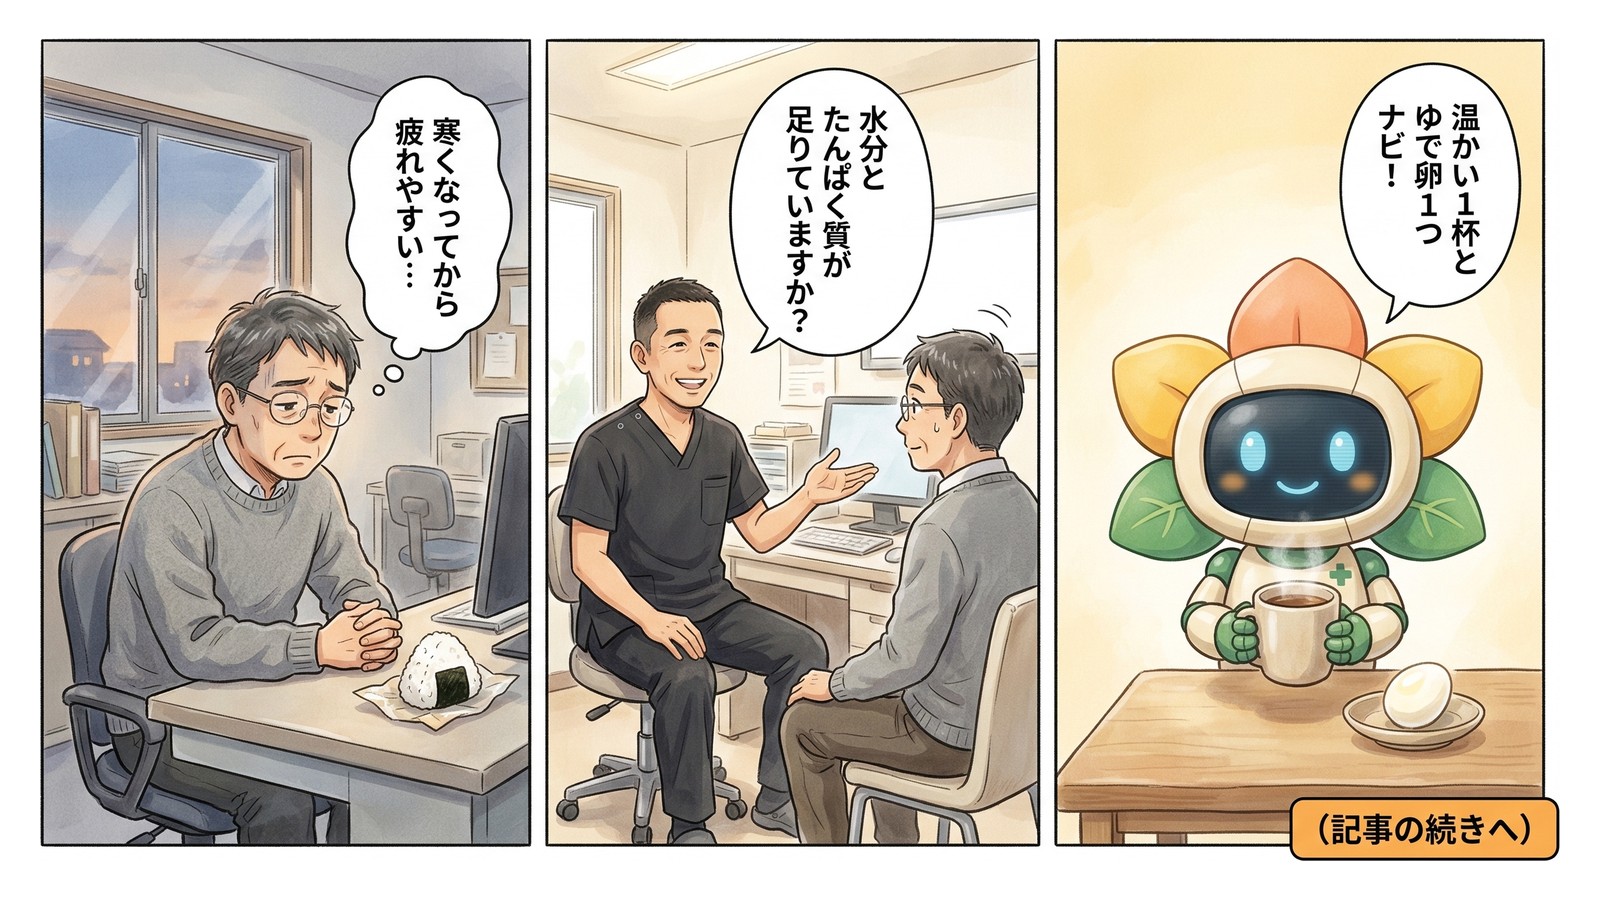 寒くなってから
疲れやすい…
水分と
たんぱく質が
足りていますか？
温かい１杯と
ゆで卵１つ
ナビ！
（記事の続きへ）